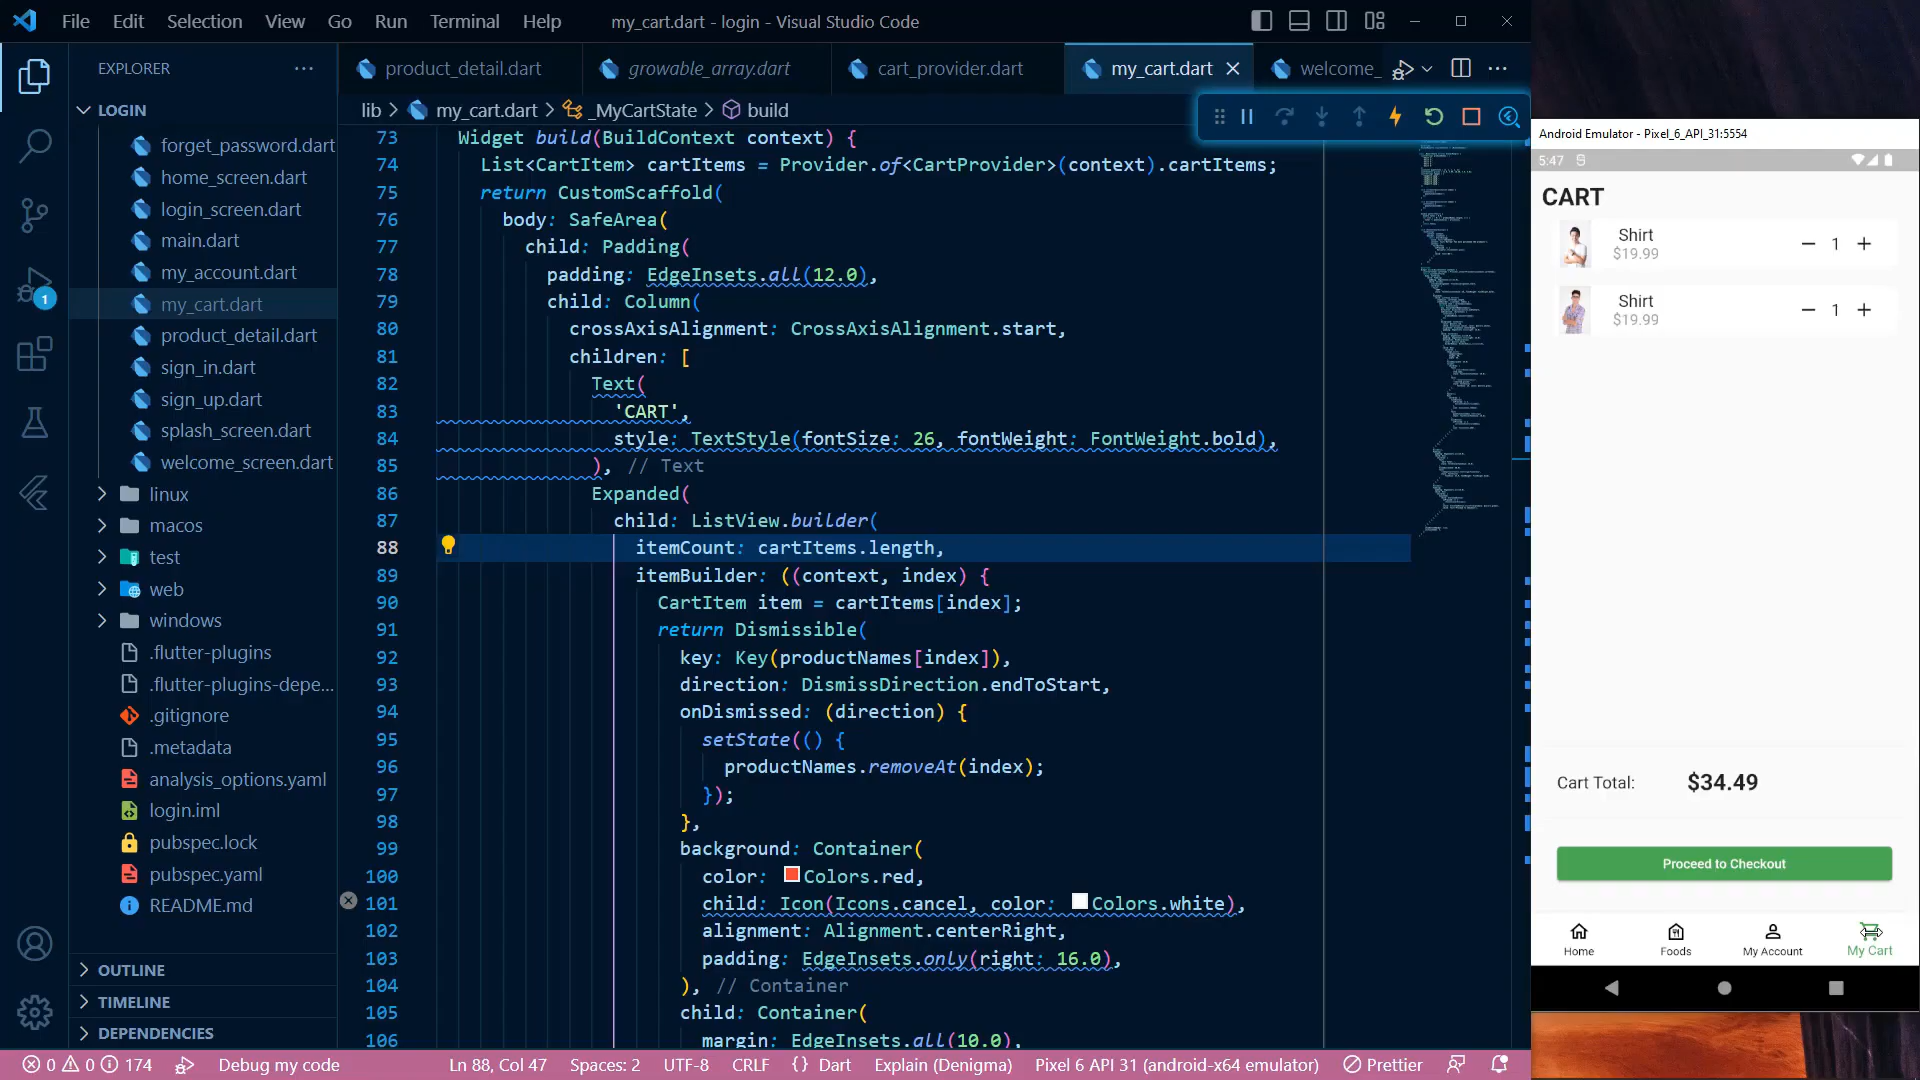 File Edit Selection View Go Run Terminal Help
my_cart.dart - login - Visual Studio Code
EXPLORER
LOGIN
forget_password.dart
home_screen.dart
login_screen.dart
main.dart
my_account.dart
my_cart.dart
product_detail.dart
sign_in.dart
sign_up.dart
splash_screen.dart
welcome_screen.dart
linux
macos
test
web
windows
.flutter-plugins
.flutter-plugins-depe...
.gitignore
.metadata
analysis_options.yaml
login.iml
pubspec.lock
pubspec.yaml
README.md
OUTLINE
TIMELINE
DEPENDENCIES
1
product_detail.dart growable_array.dart cart_provider.dart my_cart.dart welcome_
lib > my_cart.dart > _MyCartState > build
73 Widget build(BuildContext context) {
74 List<CartItem> cartItems = Provider.of<CartProvider>(context).cartItems;
75 return CustomScaffold(
76 body: SafeArea(
77 child: Padding(
78 padding: EdgeInsets.all(12.0),
79 child: Column(
80 crossAxisAlignment: CrossAxisAlignment.start,
81 children: [
82 Text(
83 'CART',
84 style: TextStyle(fontSize: 26, fontWeight: FontWeight.bold),
85 ), // Text
86 Expanded(
87 child: ListView.builder(
88 itemCount: cartItems.length,
89 itemBuilder: ((context, index) {
90 CartItem item = cartItems[index];
91 return Dismissible(
92 key: Key(productNames[index]),
93 direction: DismissDirection.endToStart,
94 onDismissed: (direction) {
95 setState(() {
96 productNames.removeAt(index);
97 });
98 },
99 background: Container(
100 color: Colors.red,
101 child: Icon(Icons.cancel, color: Colors.white),
102 alignment: Alignment.centerRight,
103 padding: EdgeInsets.only(right: 16.0),
104 ), // Container
105 child: Container(
106 margin: EdgeInsets.all(10.0),
0 0 174 Debug my code Ln 88, Col 47 Spaces: 2 UTF-8 CRLF {} Dart Explain (Denigma) Pixel 6 API 31 (android-x64 emulator) Prettier
Android Emulator - Pixel_6_API_31:5554
5:47
CART
Shirt
$19.99
− 1 +
Shirt
$19.99
− 1 +
Cart Total: $34.49
Proceed to Checkout
Home Foods My Account My Cart